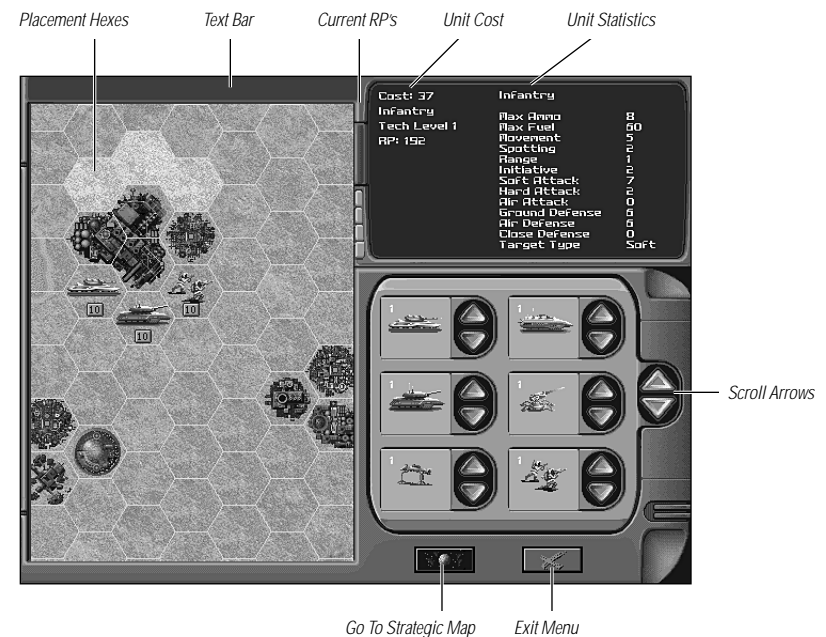 Placement Hexes
Text Bar
Current RP's
Unit Cost
Unit Statistics
Cost: 37
Infantry
Tech Level 1
RP: 192
Infantry
Max Ammo 8
Max Fuel 60
Movement 5
Spotting 2
Range 1
Initiative 2
Soft Attack 7
Hard Attack 2
Air Attack 0
Ground Defense 6
Air Defense 6
Close Defense 0
Target Type Soft
10
10
10
1
1
1
1
1
1
Scroll Arrows
Go To Strategic Map
Exit Menu